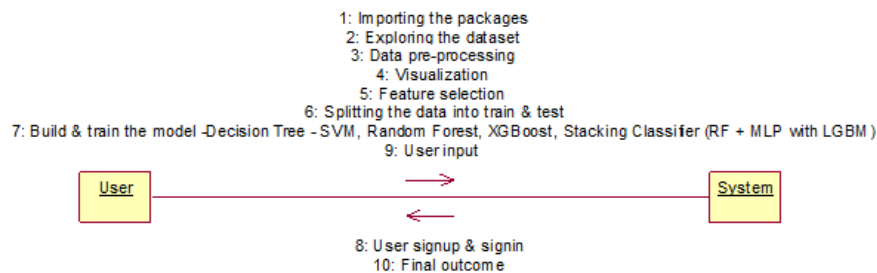 1: Importing the packages
2: Exploring the dataset
3: Data pre-processing
4: Visualization
5: Feature selection
6: Splitting the data into train & test
7: Build & train the model -Decision Tree - SVM, Random Forest, XGBoost, Stacking Classifier (RF + MLP with LGBM)
9: User input
User
System
8: User signup & signin
10: Final outcome